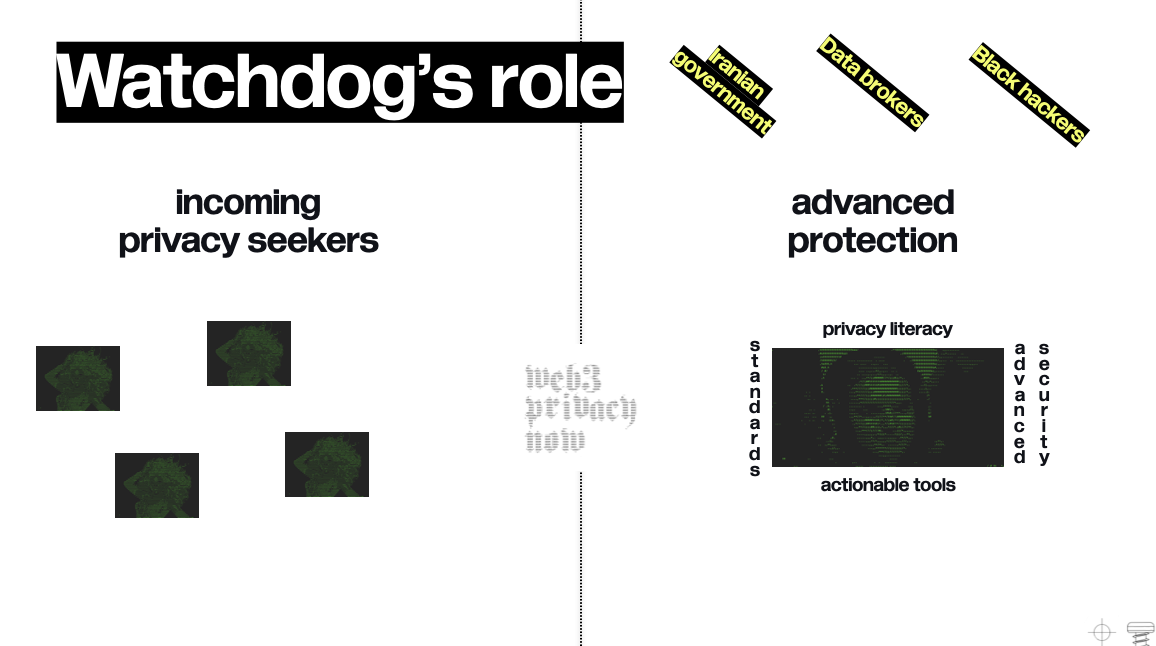 Watchdog’s role
Iranian
government
Data brokers
Black hackers
incoming
privacy seekers
advanced
protection
web3
privacy
now
privacy literacy
standards
advanced
security
actionable tools